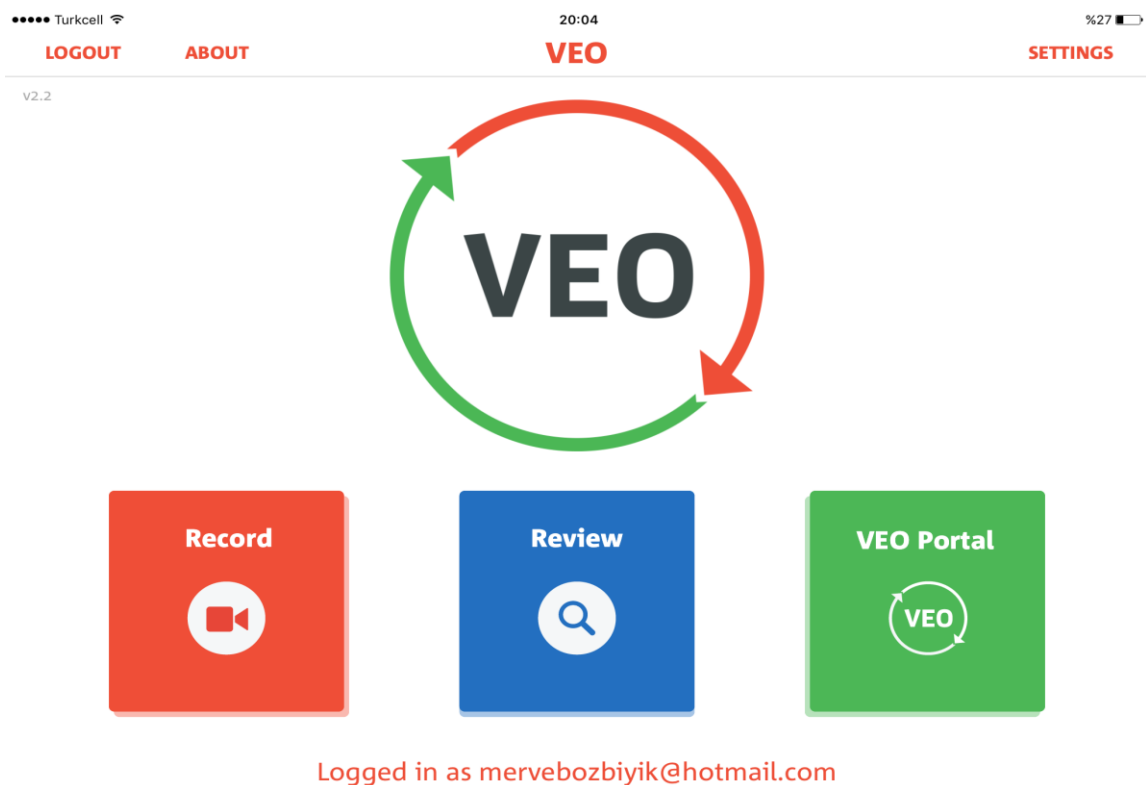 Turkcell 20:04 %27
LOGOUT ABOUT VEO SETTINGS
v2.2
VEO
Record Review VEO Portal
VEO
Logged in as mervebozbiyik@hotmail.com